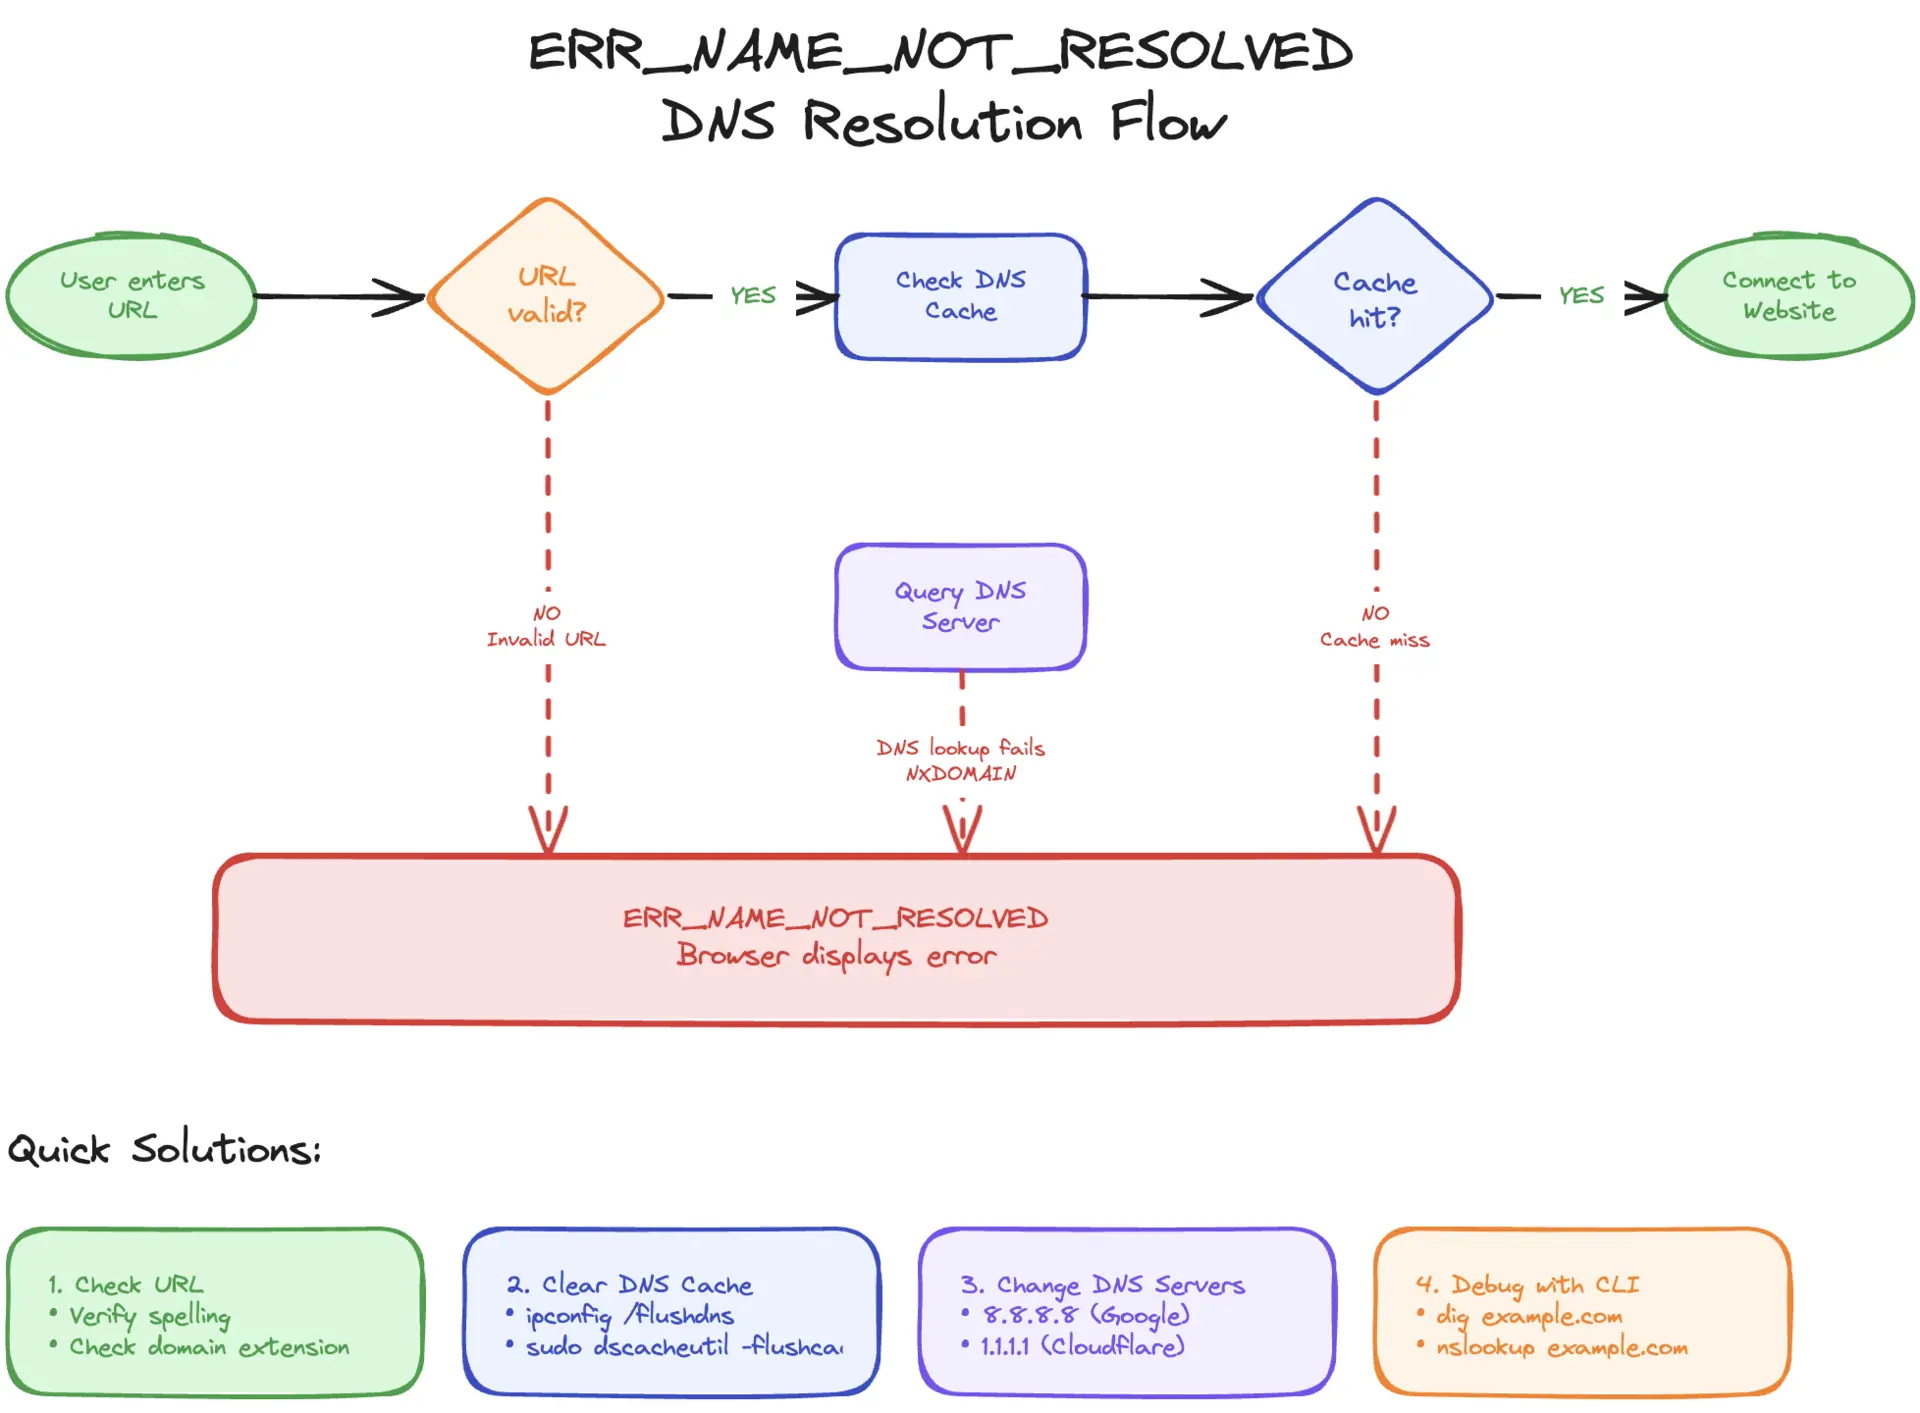 ERR_NAME_NOT_RESOLVED
DNS Resolution Flow
User enters
URL
URL
valid?
YES
Check DNS
Cache
Cache
hit?
YES
Connect to
Website
Query DNS
Server
NO
Invalid URL
NO
Cache miss
DNS lookup fails
NXDOMAIN
ERR_NAME_NOT_RESOLVED
Browser displays error
Quick Solutions:
1. Check URL
• Verify spelling
• Check domain extension
2. Clear DNS Cache
• ipconfig /flushdns
• sudo dscacheutil -flushca
3. Change DNS Servers
• 8.8.8.8 (Google)
• 1.1.1.1 (Cloudflare)
4. Debug with CLI
• dig example.com
• nslookup example.com